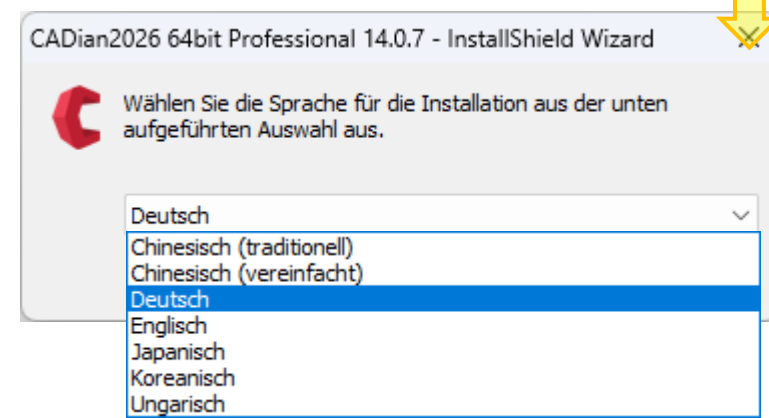 CADian2026 64bit Professional 14.0.7 - InstallShield Wizard
Wählen Sie die Sprache für die Installation aus der unten
aufgeführten Auswahl aus.
Deutsch
Chinesisch (traditionell)
Chinesisch (vereinfacht)
Deutsch
Englisch
Japanisch
Koreanisch
Ungarisch